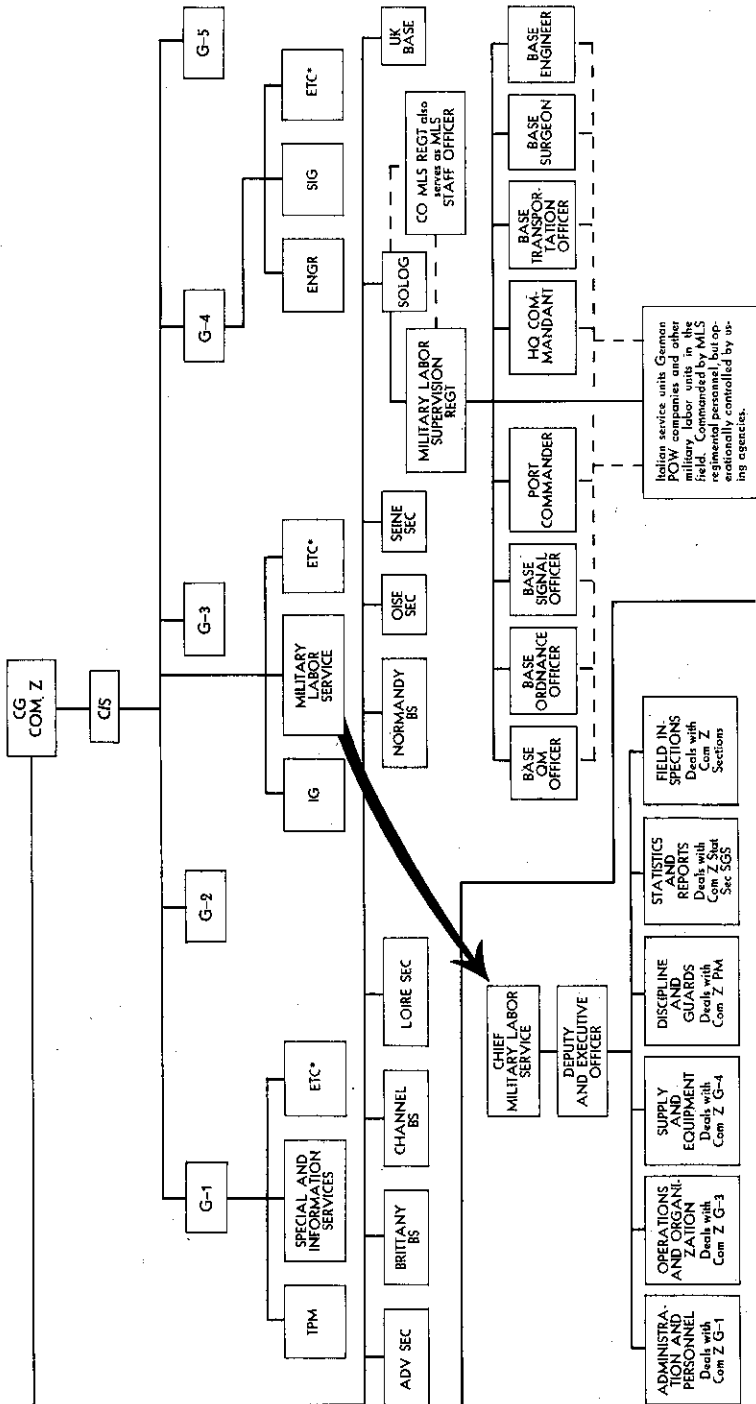 CG
COM. Z
C/S
G-1
G-2
G-3
G-4
G-5
TPM
SPECIAL AND
INFORMATION
SERVICES
ETC*
IG
MILITARY
LABOR
SERVICE
ETC*
ENGR
SIG
ETC*
ADV SEC
BRITTANY
BS
CHANNEL
BS
LOIRE SEC
NORMANDY
BS
OISE
SEC
SEINE
SEC
SOLOG
UK
BASE
MILITARY LABOR
SUPERVISION
REGT
CO MLS REGT also
serves as MLS
STAFF OFFICER
BASE
QM
OFFICER
BASE
ORDNANCE
OFFICER
BASE
SIGNAL
OFFICER
PORT
COMMANDER
HQ COM-
MANDANT
BASE
TRANSPOR-
TATION
OFFICER
BASE
SURGEON
BASE
ENGINEER
Italian service units German
POW companies and other
military labor units in the
field. Commanded by MLS
regimental personnel, but op-
erationally controlled by us-
ing agencies.
CHIEF
MILITARY LABOR
SERVICE
DEPUTY
AND EXECUTIVE
OFFICER
ADMINISTRA-
TION AND
PERSONNEL
Deals with
Com Z G-1
OPERATIONS
AND ORGANI-
ZATION
Deals with
Com Z G-3
SUPPLY
AND
EQUIPMENT
Deals with
Com Z G-4
DISCIPLINE
AND
GUARDS
Deals with
Com Z PM
STATISTICS
AND
REPORTS
Deals with
Com Z Stat
Sec SGS
FIELD IN-
SPECTIONS
Deals with
Com Z
Sections